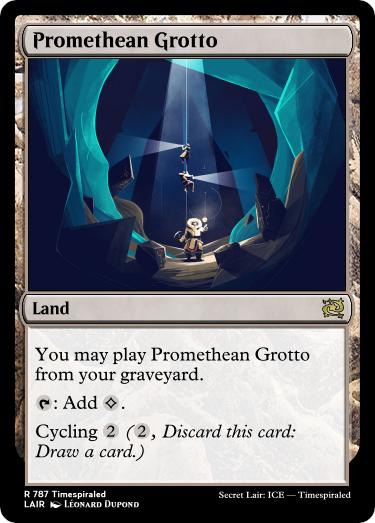 Promethean Grotto
Land
You may play Promethean Grotto
from your graveyard.
: Add .
Cycling 2 (2, Discard this card:
Draw a card.)
R 787 Timespiraled
LAIR Léonard Dupond
Secret Lair: ICE — Timespiraled